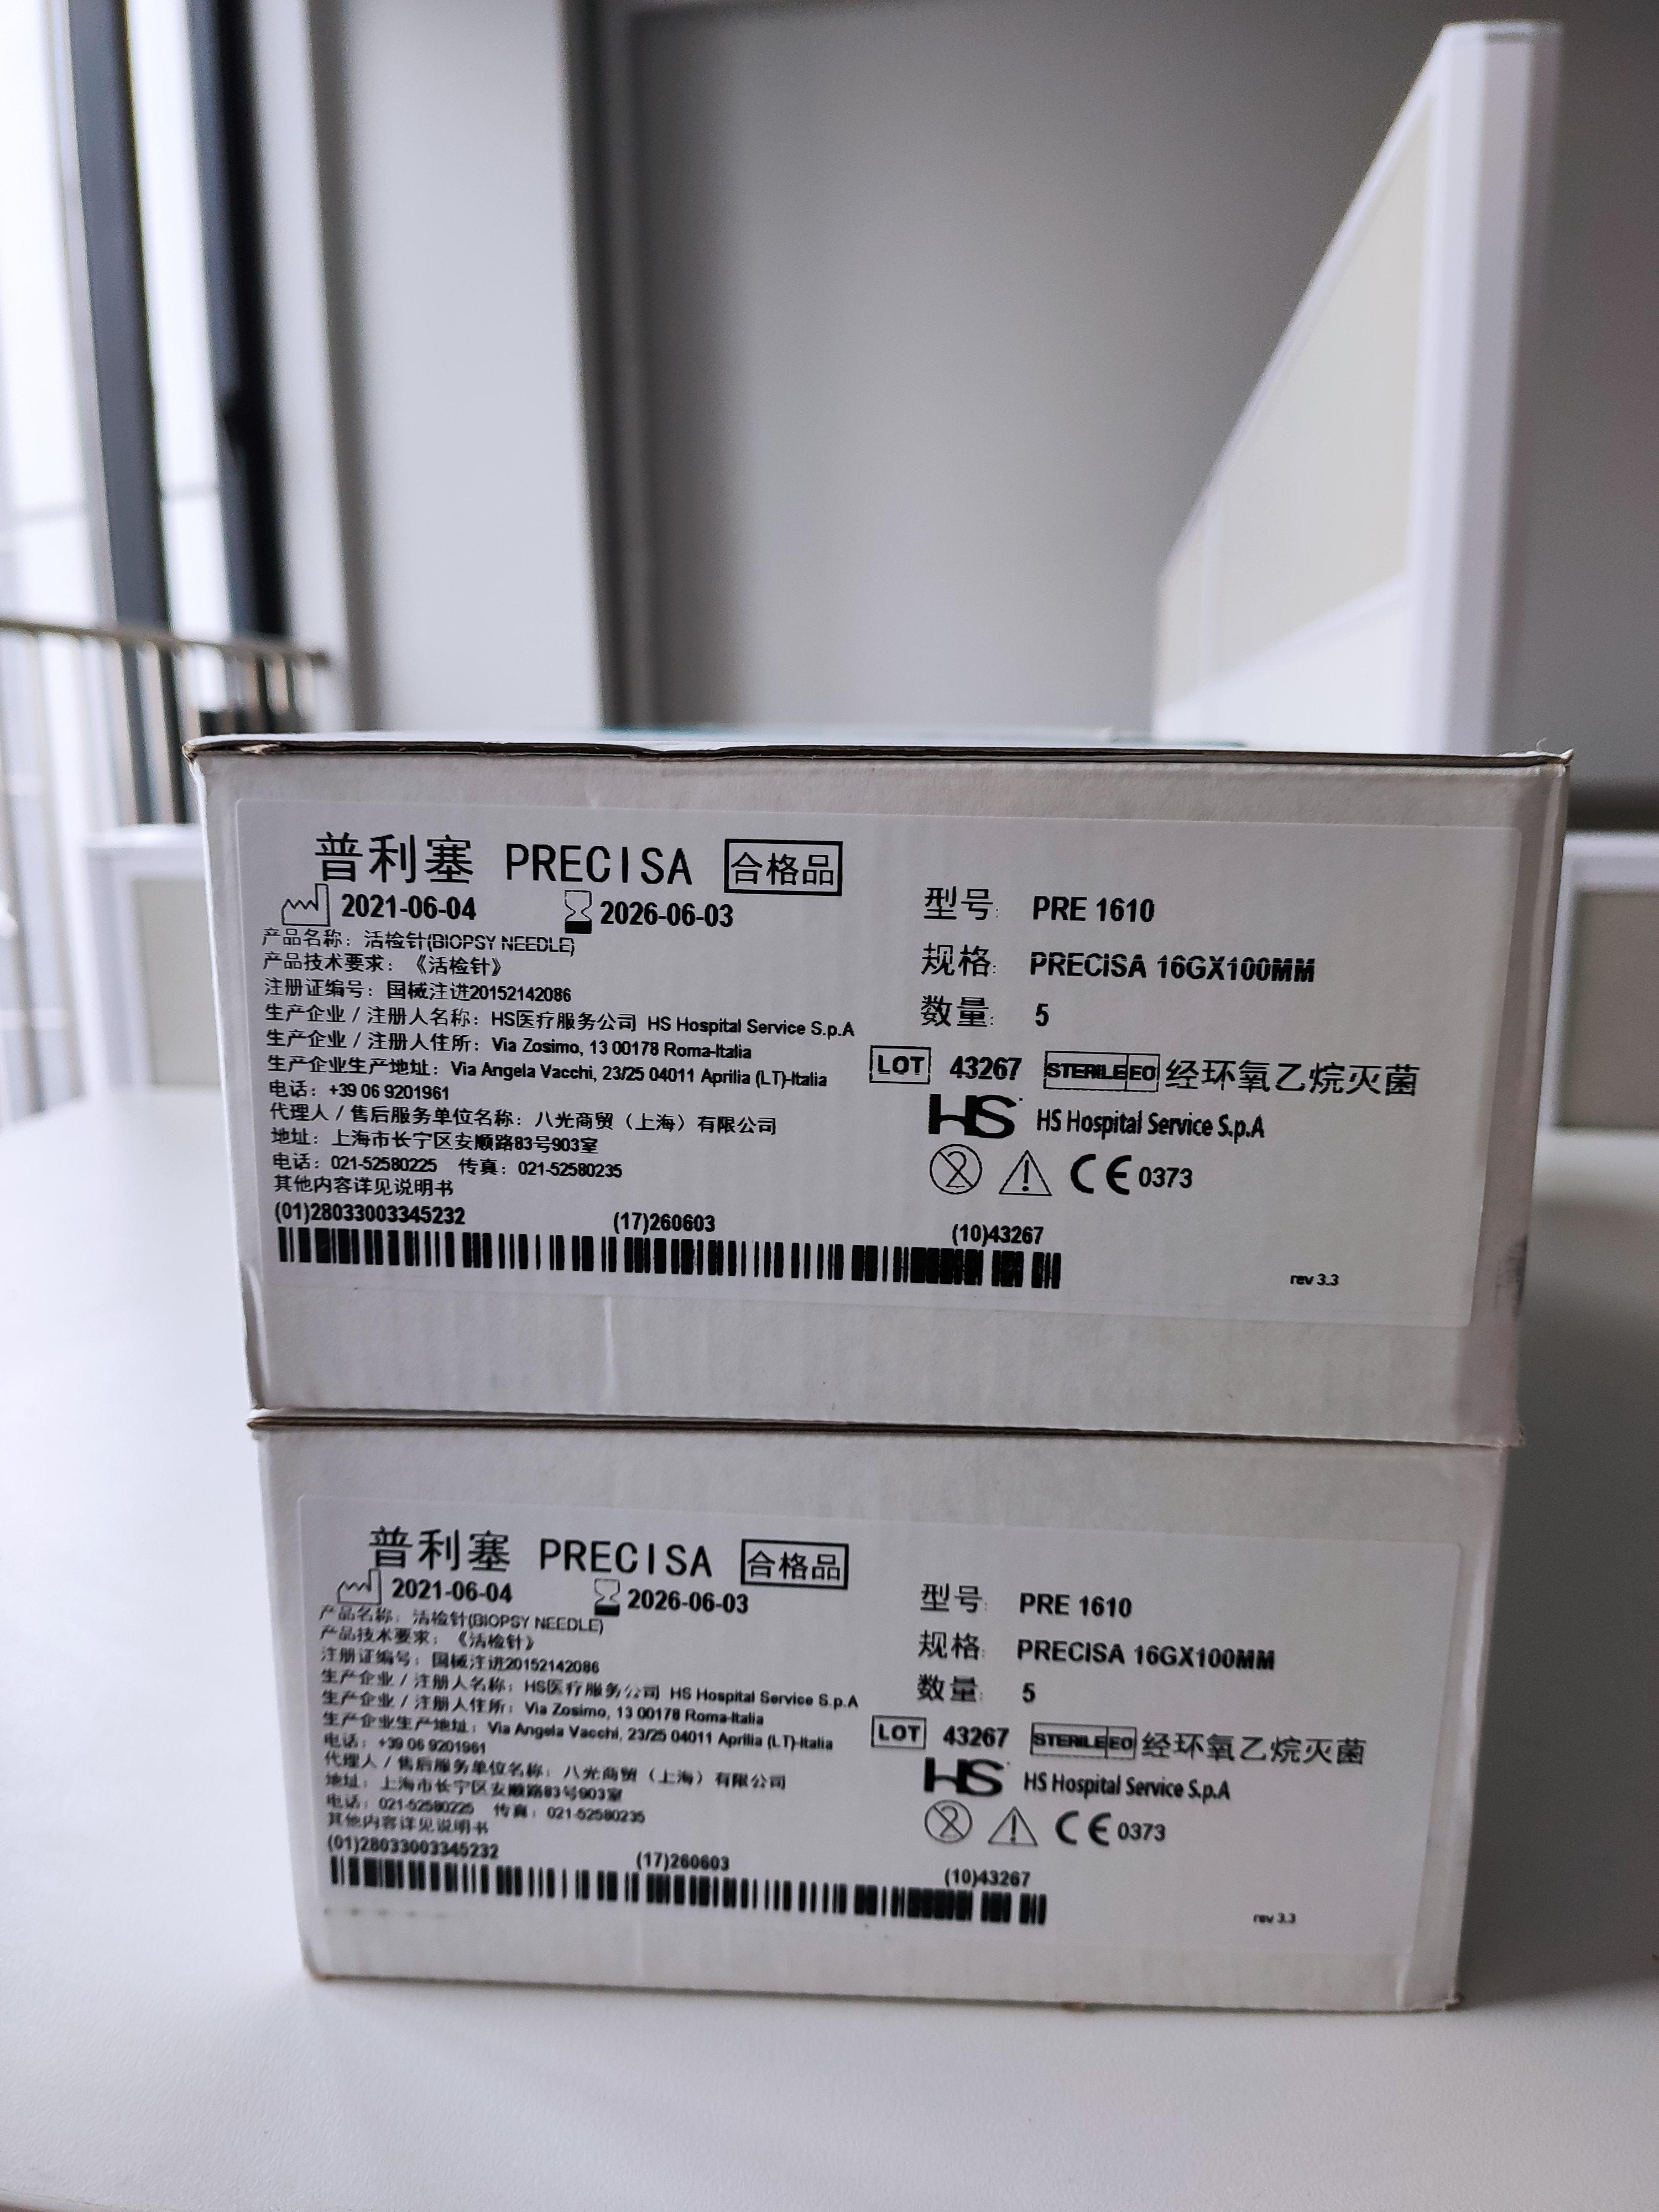 普利塞 PRECISA 合格品
2021-06-04 2026-06-03
产品名称：活检针(BIOPSY NEEDLE)
产品技术要求：《活检针》
注册证编号：国械注进20152142086
生产企业 / 注册人名称：HS医疗服务公司 HS Hospital Service S.p.A
生产企业 / 注册人住所：Via Zosimo, 13 00178 Roma-Italia
生产企业生产地址：Via Angela Vacchi, 23/25 04011 Aprilia (LT)-Italia
电话：+39 06 9201961
代理人 / 售后服务单位名称：八光商贸（上海）有限公司
地址：上海市长宁区安顺路83号903室
电话：021-52580225 传真：021-52580235
其他内容详见说明书
(01)28033003345232 (17)260603 (10)43267
型号: PRE 1610
规格: PRECISA 16GX100MM
数量: 5
LOT 43267 STERILE EO 经环氧乙烷灭菌
HS HS Hospital Service S.p.A
2 CE 0373
rev 3.3
普利塞 PRECISA 合格品
2021-06-04 2026-06-03
产品名称：活检针(BIOPSY NEEDLE)
产品技术要求：《活检针》
注册证编号：国械注进20152142086
生产企业 / 注册人名称：HS医疗服务公司 HS Hospital Service S.p.A
生产企业 / 注册人住所：Via Zosimo, 13 00178 Roma-Italia
生产企业生产地址：Via Angela Vacchi, 23/25 04011 Aprilia (LT)-Italia
电话：+39 06 9201961
代理人 / 售后服务单位名称：八光商贸（上海）有限公司
地址：上海市长宁区安顺路83号903室
电话：021-52580225 传真：021-52580235
其他内容详见说明书
(01)28033003345232 (17)260603 (10)43267
型号: PRE 1610
规格: PRECISA 16GX100MM
数量: 5
LOT 43267 STERILE EO 经环氧乙烷灭菌
HS HS Hospital Service S.p.A
2 CE 0373
rev 3.3